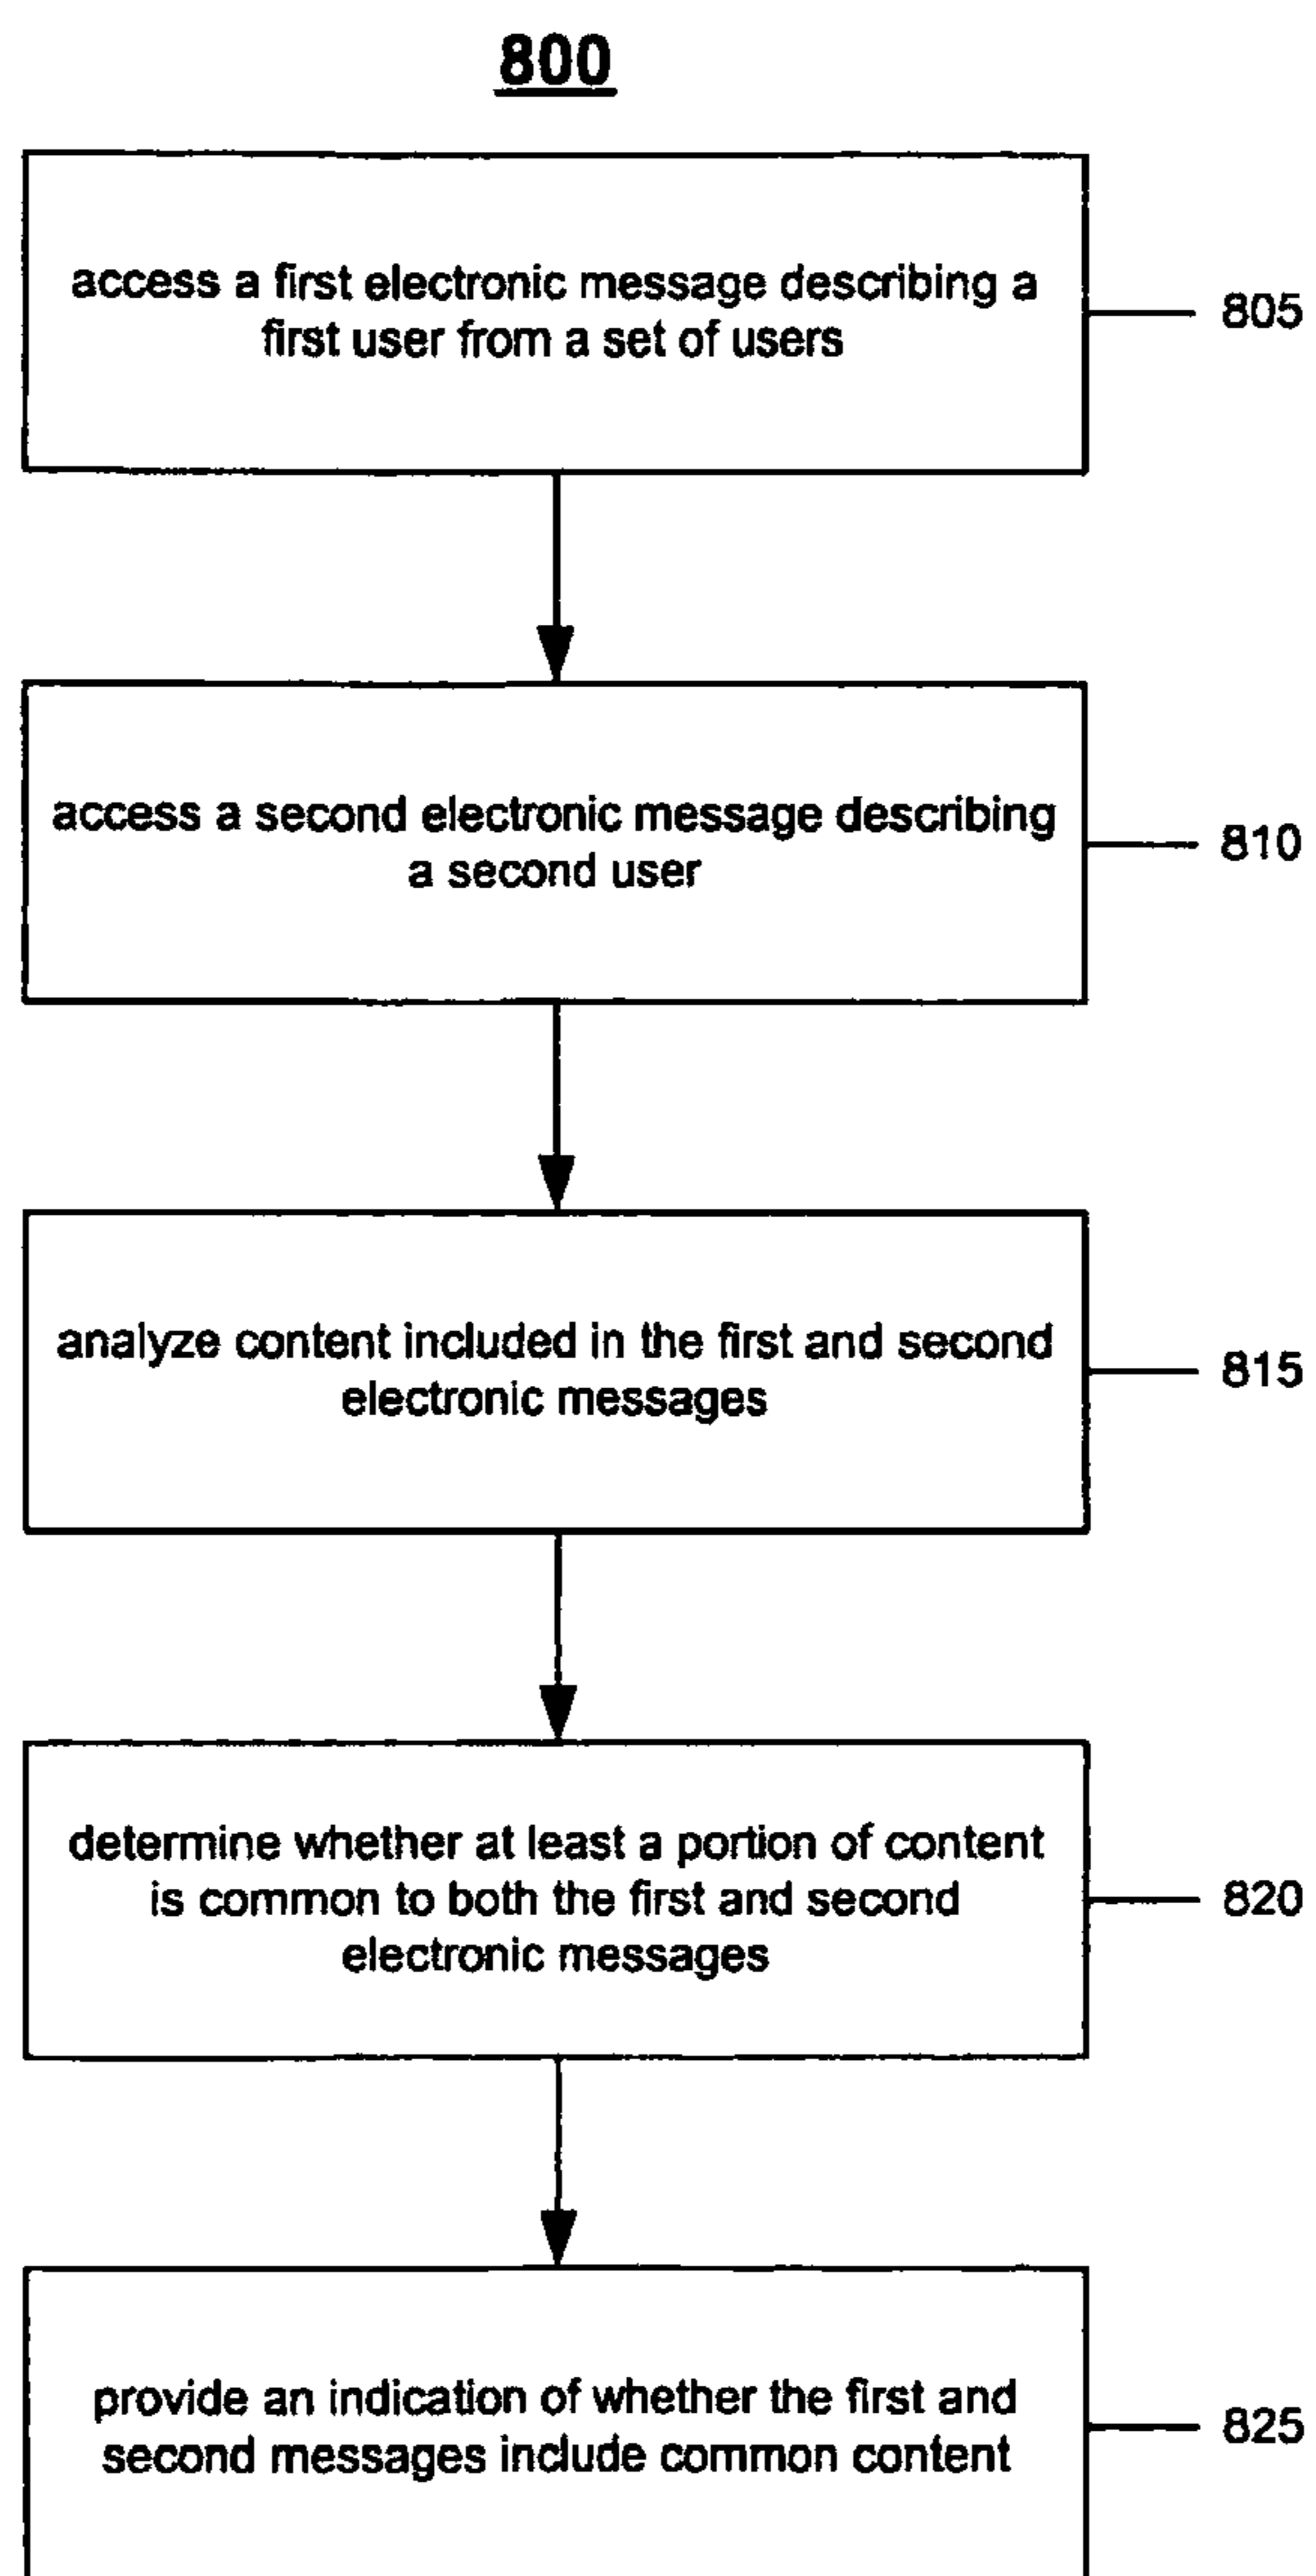 800
access a first electronic message describing a
first user from a set of users
805
access a second electronic message describing
a second user
810
analyze content included in the first and second
electronic messages
815
determine whether at least a portion of content
is common to both the first and second
electronic messages
820
provide an indication of whether the first and
second messages include common content
825